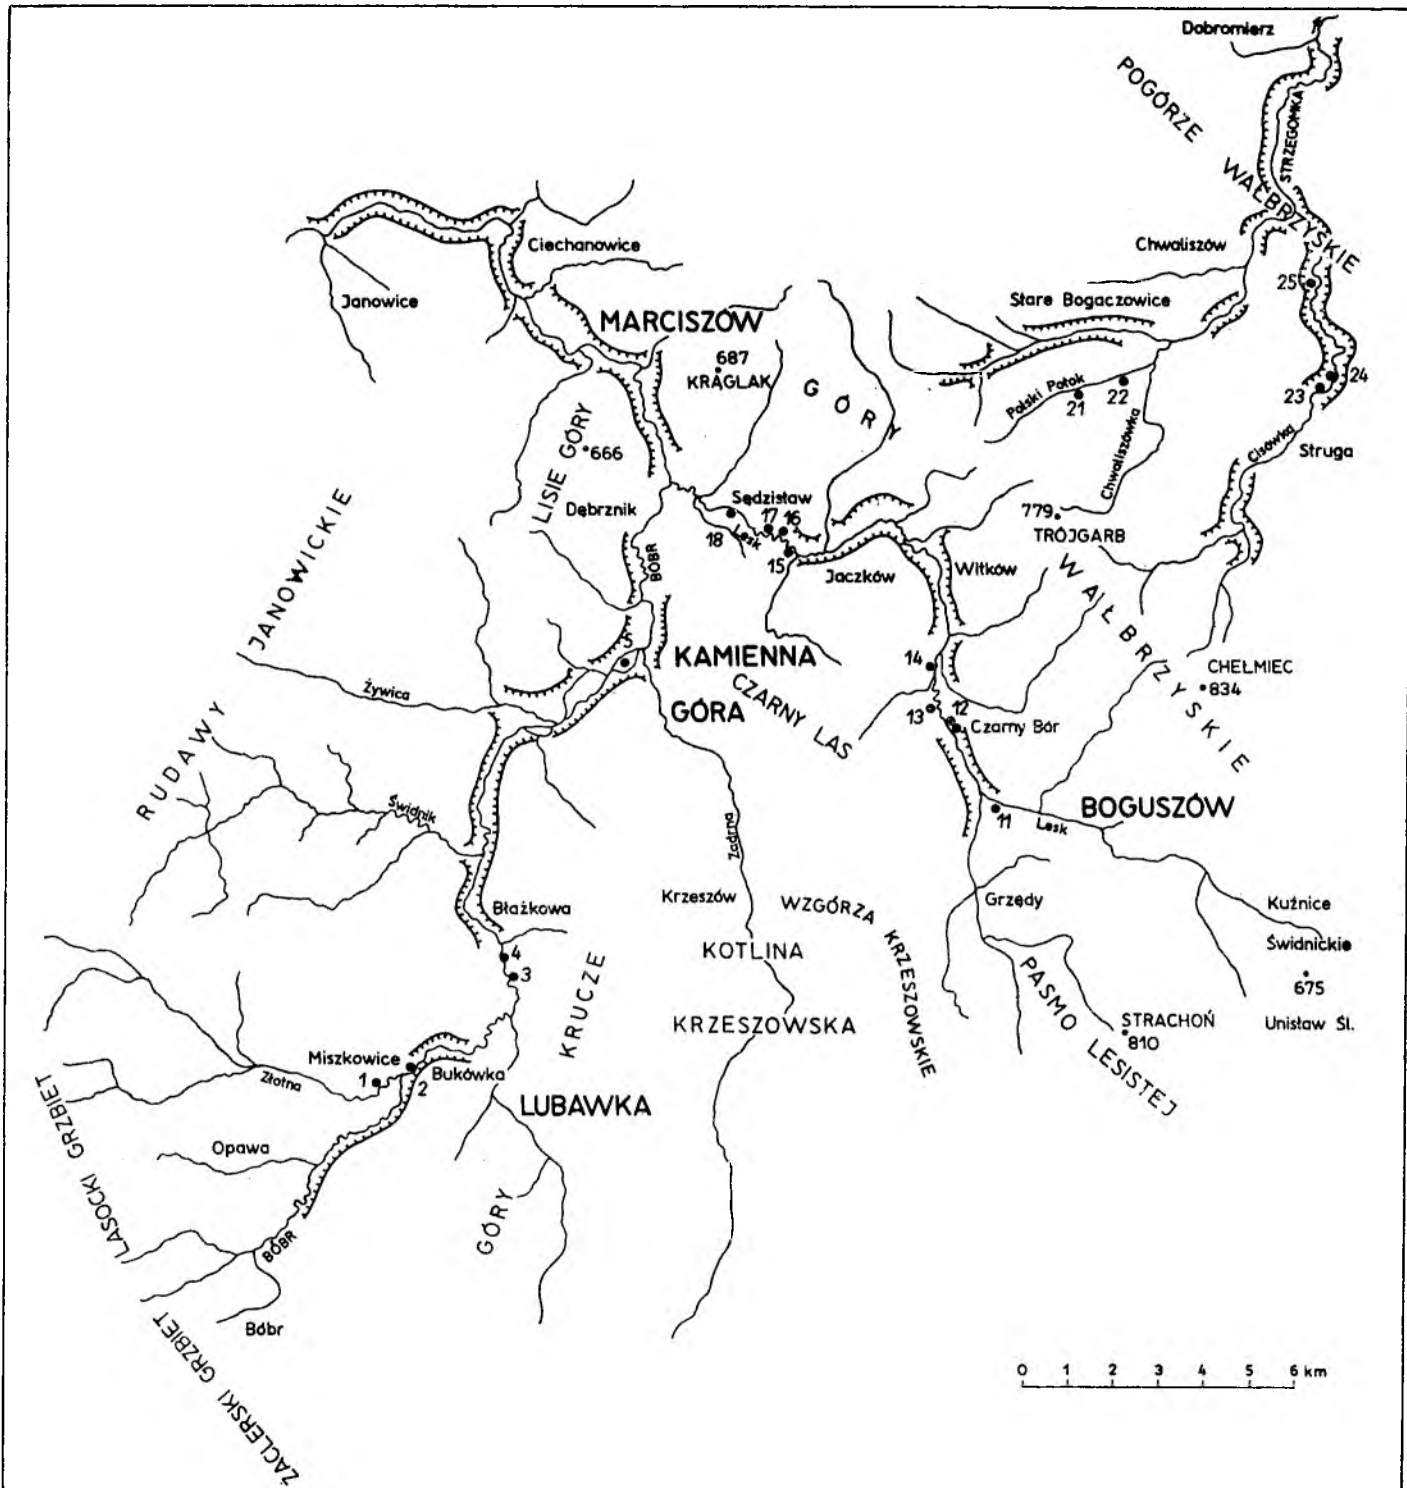 Dobromierz
POGÓRZE
WAŁBRZYSKIE
STRZEGOMKA
Ciechanowice
Chwaliszów
Janowice
Stare Bogaczowice
25
MARCISZÓW
687
KRĄGLAK
GÓRY
Polski Potok
21
22
23
24
Chwaliszówka
Cisówka
Struga
LISIE GÓRY
666
Dębrznik
Sędzisław
17
16
18
Lesk
15
779
TRÓJGARB
BÓBR
Jaczków
Witków
WAŁBRZYSKIE
RUDAWY JANOWICKIE
5
KAMIENNA
GÓRA
CZARNY LAS
14
CHEŁMIEC
834
Żywica
13
12
Czarny Bór
BOGUSZÓW
11
Lesk
Świdnik
Zadrna
Krzeszów
WZGÓRZA
KRZESZOWSKIE
Grzędy
Kuźnice
Świdnickie
Błażkowa
4
3
KOTLINA
KRZESZOWSKA
KRUCZE
GÓRY
PASMO LESISTEJ
675
Unisław Śl.
STRACHOŃ
810
Miszkowice
1
2
Bukówka
Złotna
LUBAWKA
LASOCKI GRZBIET
Opawa
BÓBR
Bóbr
ŻACLERSKI GRZBIET
0 1 2 3 4 5 6 km